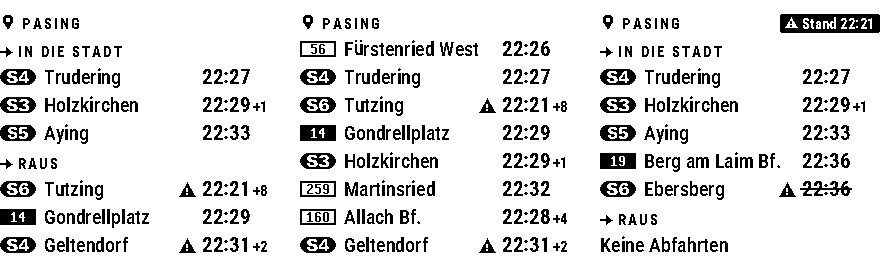 PASING
→ IN DIE STADT
S4 Trudering 22:27
S3 Holzkirchen 22:29 +1
S5 Aying 22:33
→ RAUS
S6 Tutzing 22:21 +8
14 Gondrellplatz 22:29
S4 Geltendorf 22:31 +2
PASING
56 Fürstenried West 22:26
S4 Trudering 22:27
S6 Tutzing 22:21 +8
14 Gondrellplatz 22:29
S3 Holzkirchen 22:29 +1
259 Martinsried 22:32
160 Allach Bf. 22:28 +4
S4 Geltendorf 22:31 +2
PASING Stand 22:21
→ IN DIE STADT
S4 Trudering 22:27
S3 Holzkirchen 22:29 +1
S5 Aying 22:33
19 Berg am Laim Bf. 22:36
S6 Ebersberg 22:36
→ RAUS
Keine Abfahrten